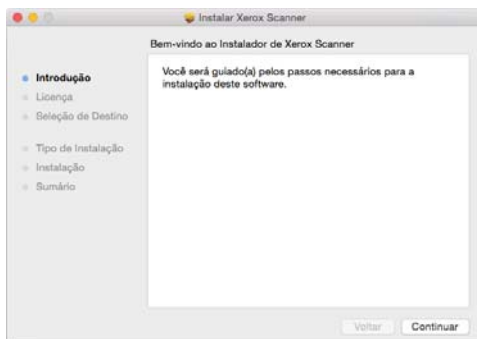 Instalar Xerox Scanner
Bem-vindo ao Instalador de Xerox Scanner
Introdução
Licença
Seleção de Destino
Tipo de Instalação
Instalação
Sumário
Você será guiado(a) pelos passos necessários para a
instalação deste software.
Voltar
Continuar